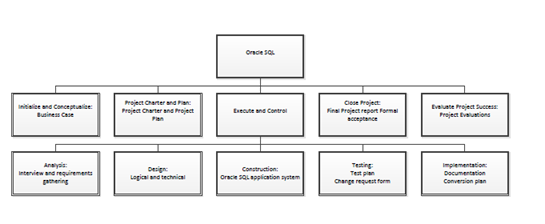 Oracle SQL
Initialize and Conceptualize:
Business Case
Project Charter and Plan:
Project Charter and Project
Plan
Execute and Control
Close Project:
Final Project report Formal
acceptance
Evaluate Project Success:
Project Evaluations
Analysis:
Interview and requirements
gathering
Design:
Logical and technical
Construction:
Oracle SQL application system
Testing:
Test plan
Change request form
Implementation:
Documentation
Conversion plan